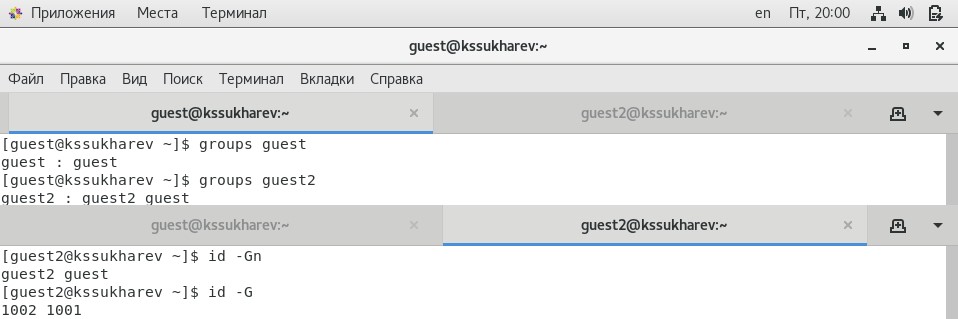 Приложения Места Терминал en Пт, 20:00
guest@kssukharev:~
Файл Правка Вид Поиск Терминал Вкладки Справка
guest@kssukharev:~ × guest2@kssukharev:~ ×
[guest@kssukharev ~]$ groups guest
guest : guest
[guest@kssukharev ~]$ groups guest2
guest2 : guest2 guest
guest@kssukharev:~ × guest2@kssukharev:~ ×
[guest2@kssukharev ~]$ id -Gn
guest2 guest
[guest2@kssukharev ~]$ id -G
1002 1001